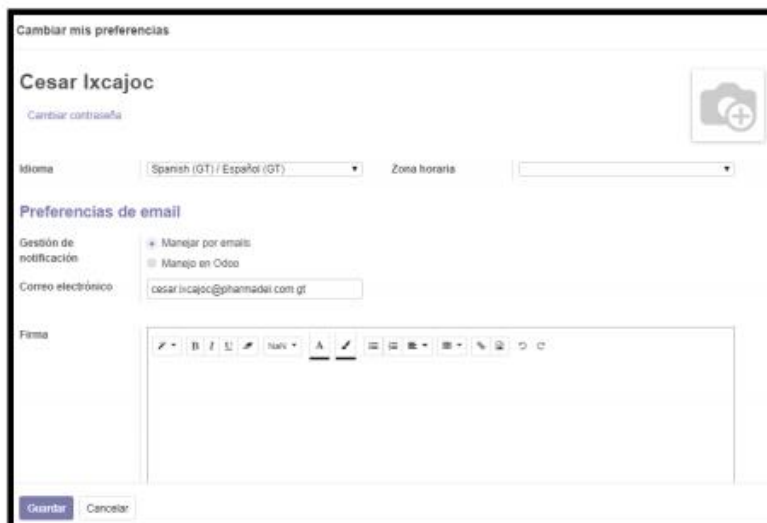 Cambiar mis preferencias
Cesar Ixcajoc
Cambiar contraseña
Idioma Spanish (GT) / Español (GT) Zona horaria
Preferencias de email
Gestión de notificación
Manejar por emails
Manejo en Odoo
Correo electrónico cesar.ixcajoc@pharmadel.com.gt
Firma
B I U NaN A
Guardar Cancelar